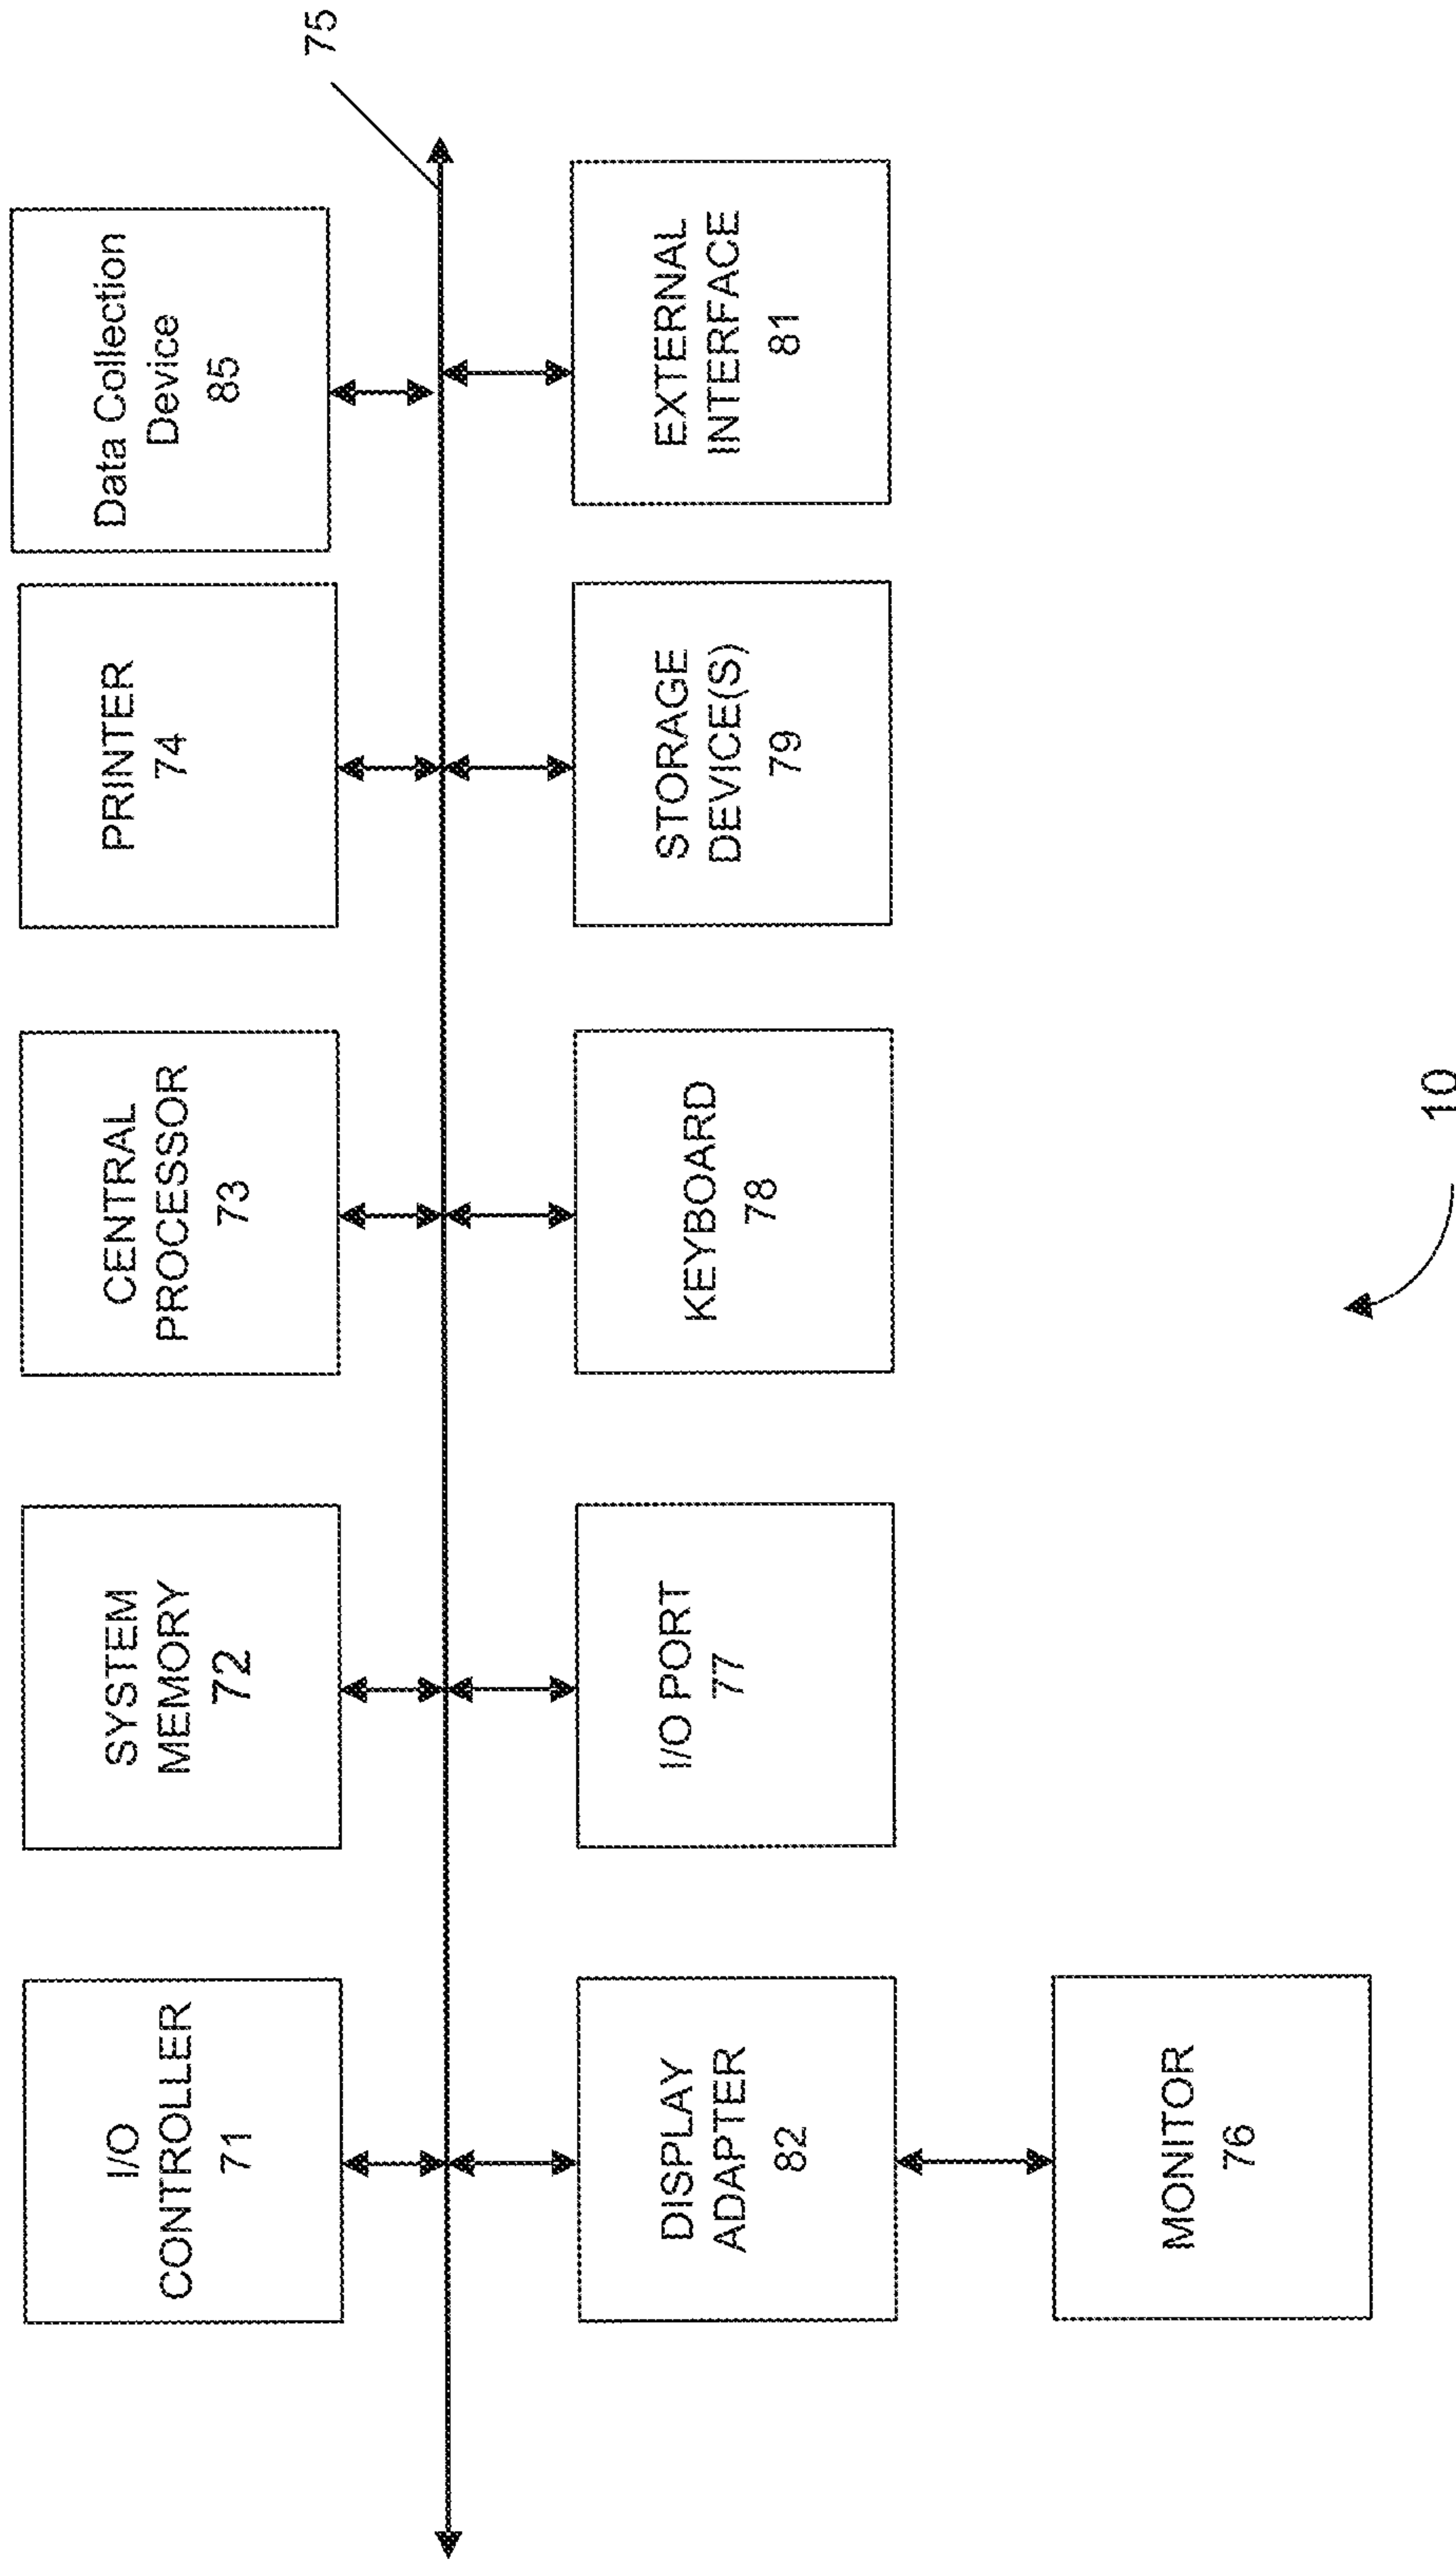 I/O
CONTROLLER
71
SYSTEM
MEMORY
72
CENTRAL
PROCESSOR
73
PRINTER
74
Data Collection
Device
85
75
DISPLAY
ADAPTER
82
I/O PORT
77
KEYBOARD
78
STORAGE
DEVICE(S)
79
EXTERNAL
INTERFACE
81
MONITOR
76
10